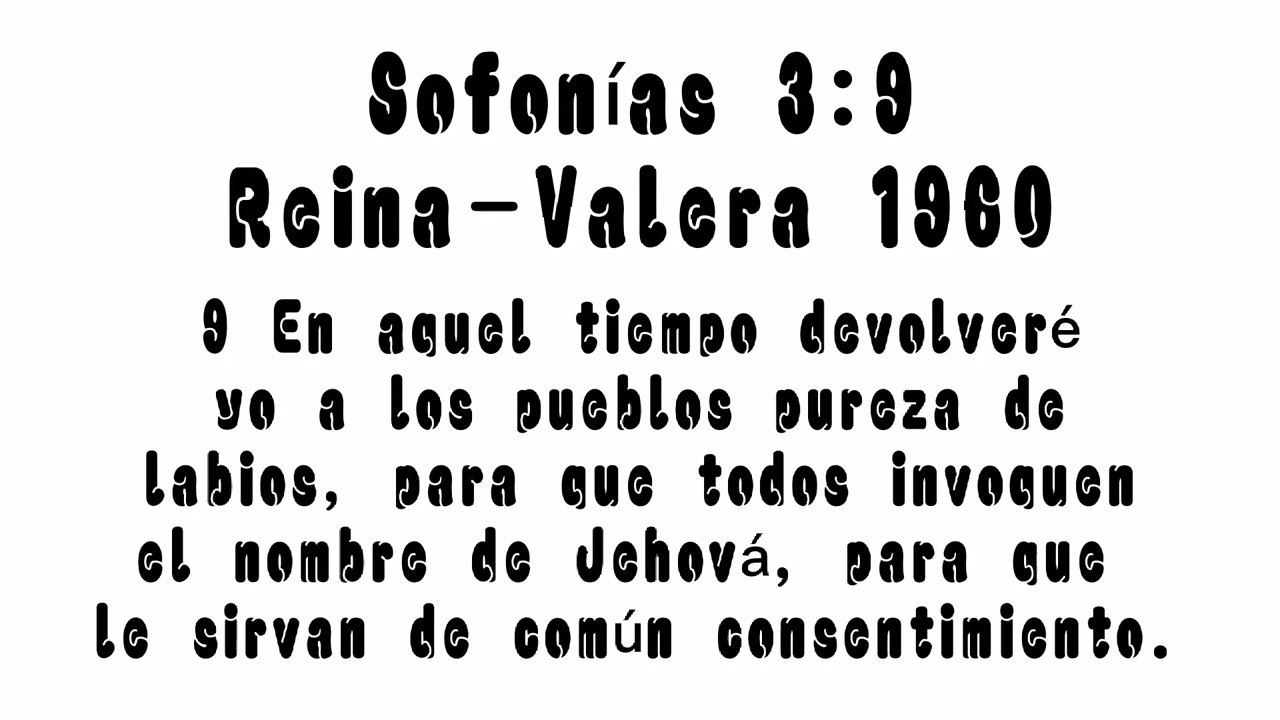 Sofonías 3:9
Reina-Valera 1960
9 En aquel tiempo devolveré
yo a los pueblos pureza de
labios, para que todos invoquen
el nombre de Jehová, para que
le sirvan de común consentimiento.